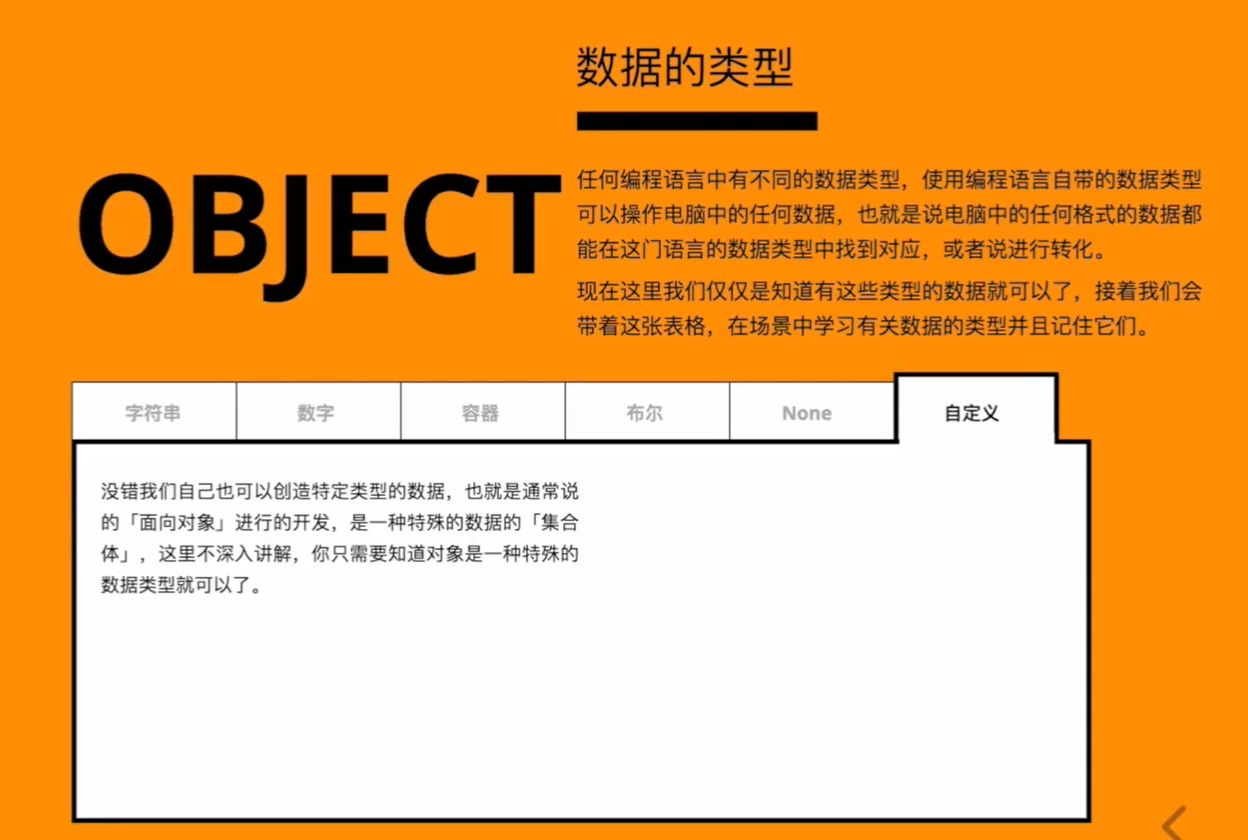 数据的类型
OBJECT
任何编程语言中有不同的数据类型，使用编程语言自带的数据类型
可以操作电脑中的任何数据，也就是说电脑中的任何格式的数据都
能在这门语言的数据类型中找到对应，或者说进行转化。
现在这里我们仅仅是知道有这些类型的数据就可以了，接着我们会
带着这张表格，在场景中学习有关数据的类型并且记住它们。
字符串
数字
容器
布尔
None
自定义
没错我们自己也可以创造特定类型的数据，也就是通常说
的「面向对象」进行的开发，是一种特殊的数据的「集合
体」，这里不深入讲解，你只需要知道对象是一种特殊的
数据类型就可以了。